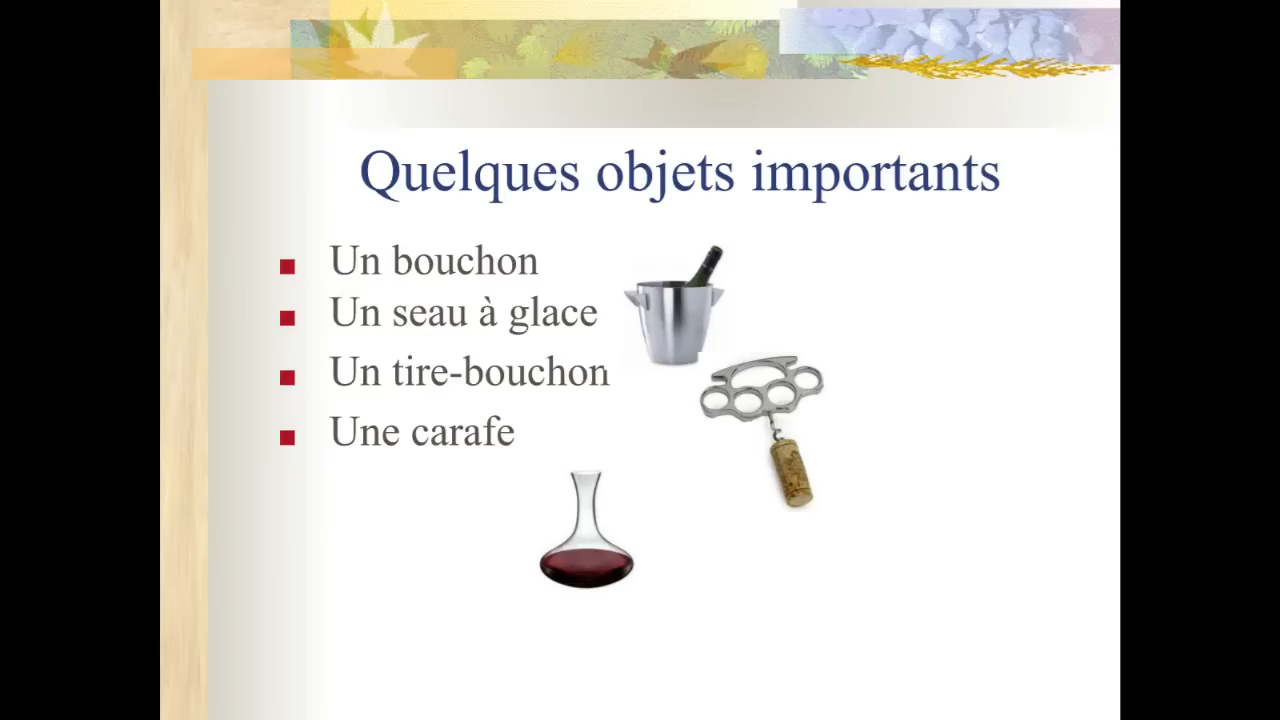 Quelques objets importants
Un bouchon
Un seau à glace
Un tire-bouchon
Une carafe